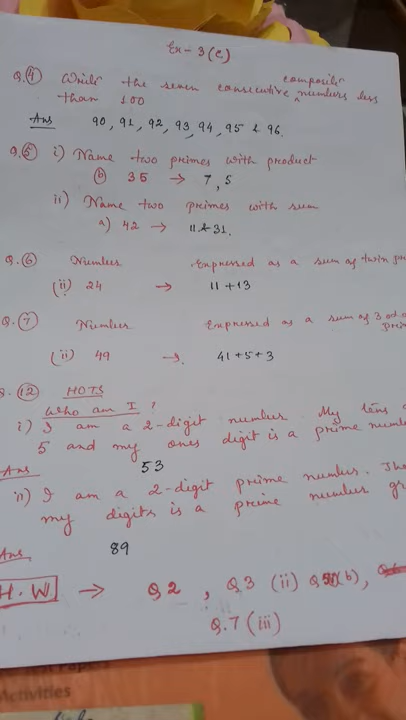 Ex-3(c)
Q.④ Write the seven consecutive composite numbers less
than 100
Ans 90, 91, 92, 93, 94, 95 & 96.
Q.⑤ i) Name two primes with product
(b) 35 → 7, 5
ii) Name two primes with sum
a) 42 → 11 & 31.
Q.⑥ Number Expressed as a sum of twin
(ii) 24 → 11+13
Q.⑦ Number Expressed as a sum of 3
(ii) 49 → 41+5+3
⑫ HOTS
Who am I?
i) I am a 2-digit number. My tens
5 and my ones digit is a prime
Ans 53
ii) I am a 2-digit prime number. The
my digits is a prime number
Ans 89
H.W → Q2, Q.3 (ii) (b),
Q.7 (iii)
Activities